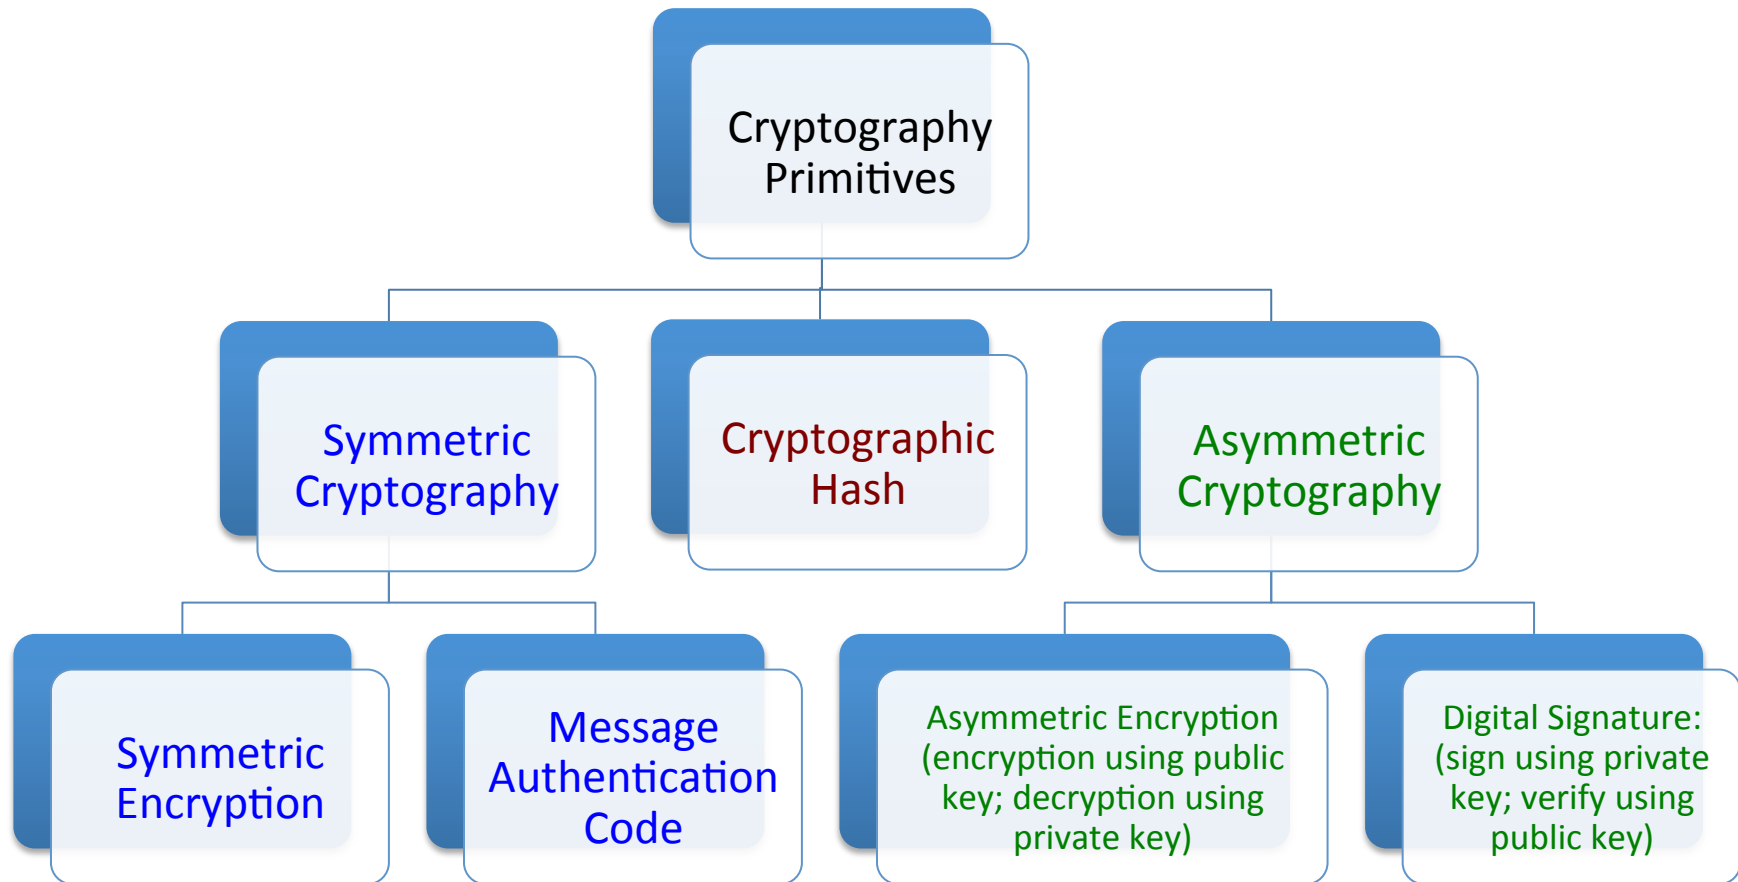 Cryptography
Primitives
Symmetric
Cryptography
Cryptographic
Hash
Asymmetric
Cryptography
Symmetric
Encryption
Message
Authentication
Code
Asymmetric Encryption
(encryption using public
key; decryption using
private key)
Digital Signature:
(sign using private
key; verify using
public key)